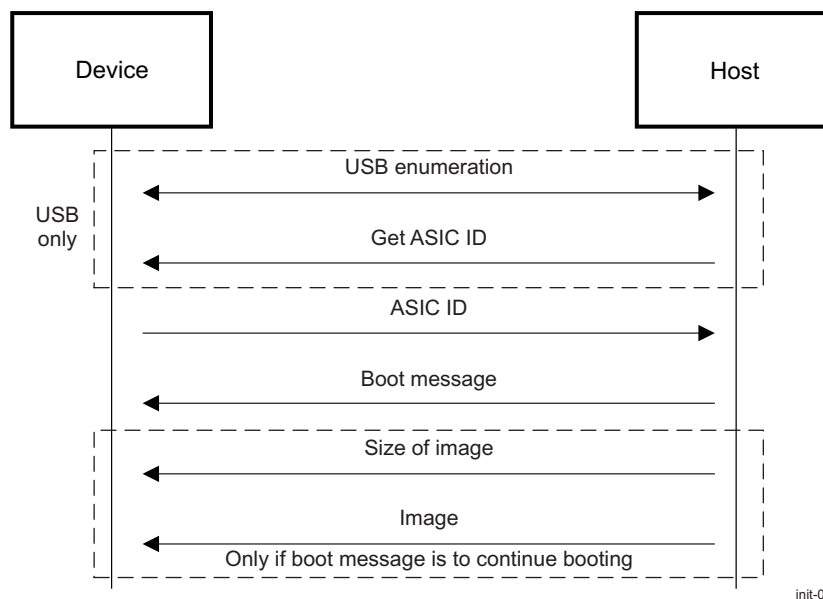 Device
Host
USB enumeration
USB
only
Get ASIC ID
ASIC ID
Boot message
Size of image
Image
Only if boot message is to continue booting